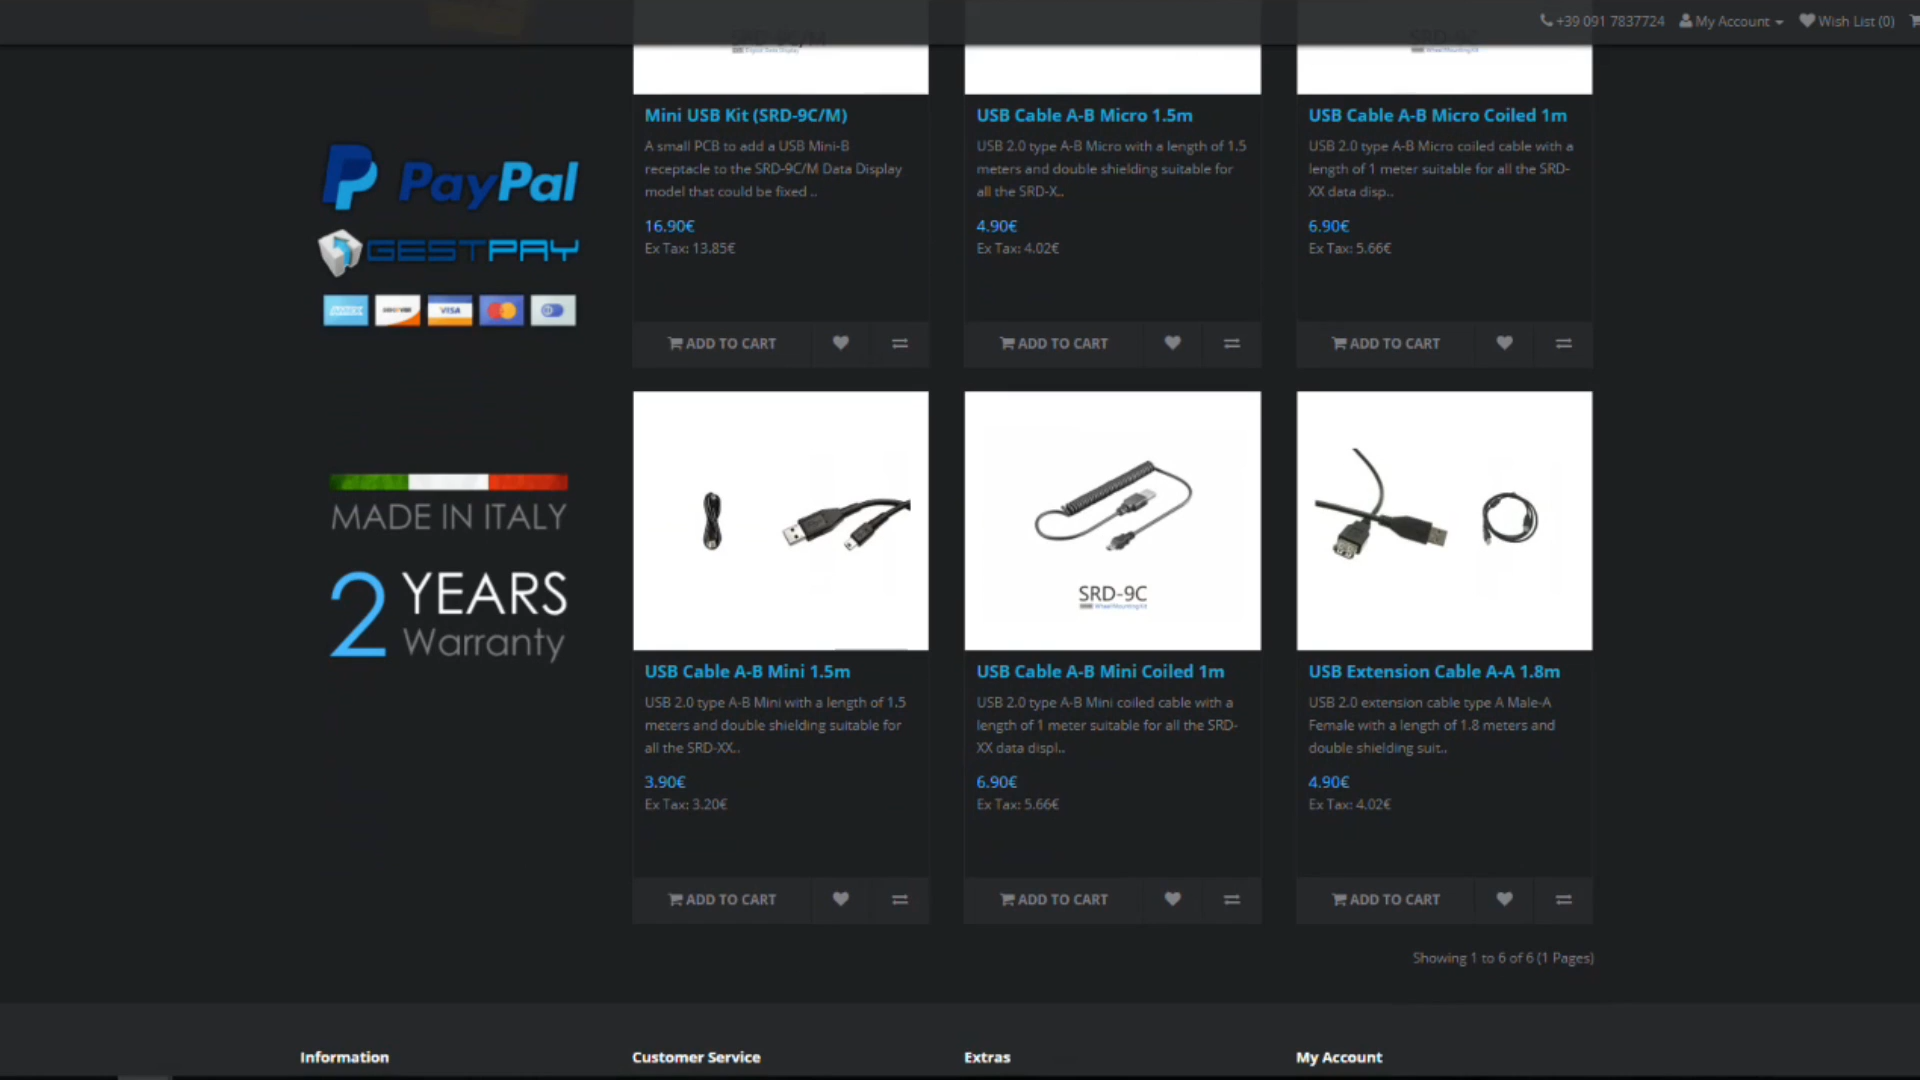 +39 091 7837724 My Account Wish List (0)
Mini USB Kit (SRD-9C/M)
A small PCB to add a USB Mini-B
receptacle to the SRD-9C/M Data Display
model that could be fixed ..
16.90€
Ex Tax: 13.85€
ADD TO CART
USB Cable A-B Micro 1.5m
USB 2.0 type A-B Micro with a length of 1.5
meters and double shielding suitable for
all the SRD-X..
4.90€
Ex Tax: 4.02€
ADD TO CART
USB Cable A-B Micro Coiled 1m
USB 2.0 type A-B Micro coiled cable with a
length of 1 meter suitable for all the SRD-
XX data disp..
6.90€
Ex Tax: 5.66€
ADD TO CART
PayPal
GESTPAY
VISA
MADE IN ITALY
2 YEARS
Warranty
USB Cable A-B Mini 1.5m
USB 2.0 type A-B Mini with a length of 1.5
meters and double shielding suitable for
all the SRD-XX..
3.90€
Ex Tax: 3.20€
ADD TO CART
SRD-9C
USB Cable A-B Mini Coiled 1m
USB 2.0 type A-B Mini coiled cable with a
length of 1 meter suitable for all the SRD-
XX data displ..
6.90€
Ex Tax: 5.66€
ADD TO CART
USB Extension Cable A-A 1.8m
USB 2.0 extension cable type A Male-A
Female with a length of 1.8 meters and
double shielding suit..
4.90€
Ex Tax: 4.02€
ADD TO CART
Showing 1 to 6 of 6 (1 Pages)
Information
Customer Service
Extras
My Account